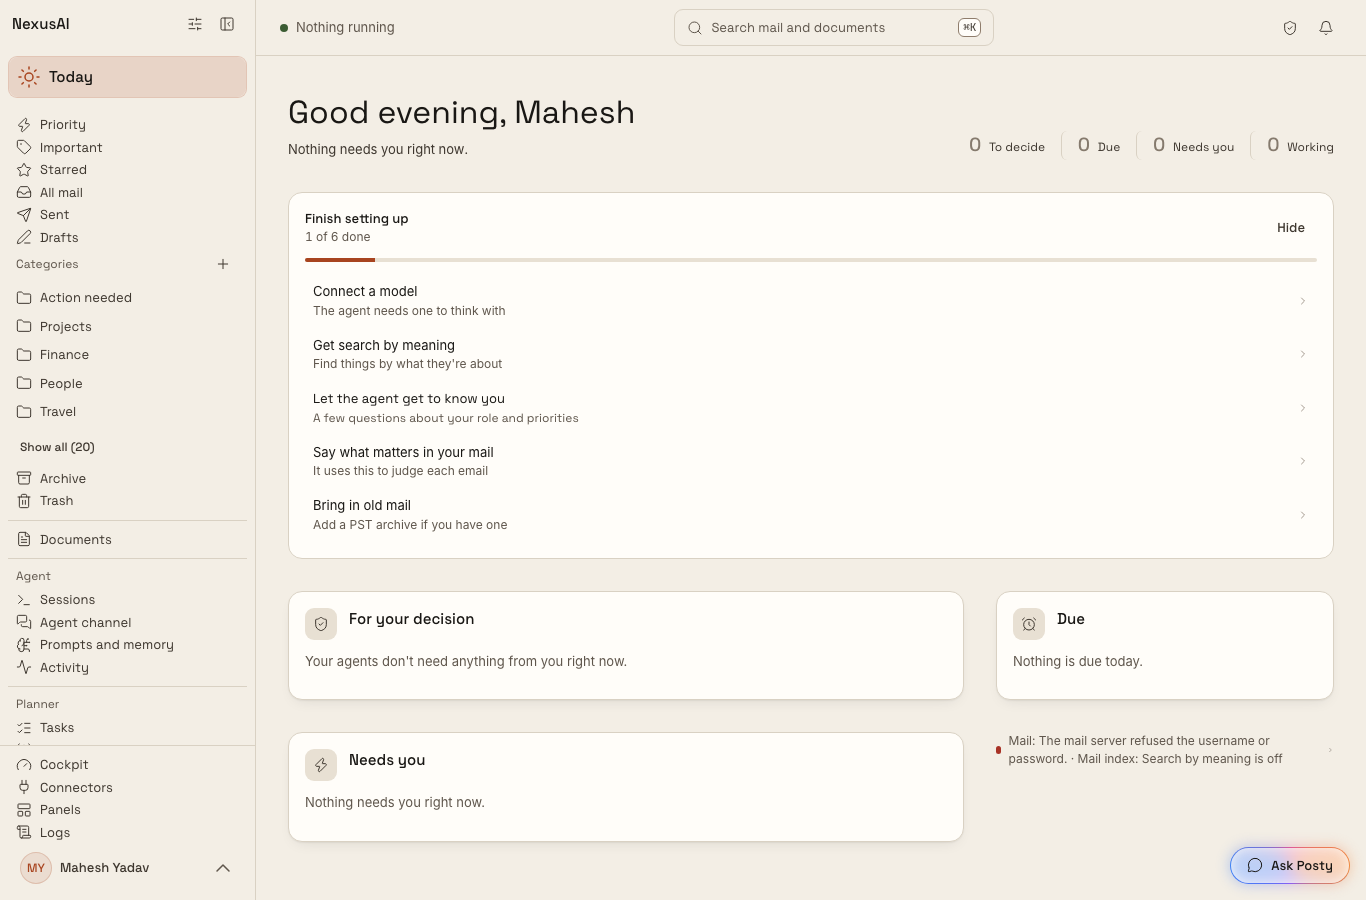 NexusAI
Today
Priority
Important
Starred
All mail
Sent
Drafts
Categories
Action needed
Projects
Finance
People
Travel
Show all (20)
Archive
Trash
Documents
Agent
Sessions
Agent channel
Prompts and memory
Activity
Planner
Tasks
Cockpit
Connectors
Panels
Logs
MY Mahesh Yadav
Nothing running
Search mail and documents ⌘K
Good evening, Mahesh
Nothing needs you right now.
0 To decide 0 Due 0 Needs you 0 Working
Finish setting up
1 of 6 done
Hide
Connect a model
The agent needs one to think with
Get search by meaning
Find things by what they're about
Let the agent get to know you
A few questions about your role and priorities
Say what matters in your mail
It uses this to judge each email
Bring in old mail
Add a PST archive if you have one
For your decision
Your agents don't need anything from you right now.
Due
Nothing is due today.
Needs you
Nothing needs you right now.
Mail: The mail server refused the username or
password. · Mail index: Search by meaning is off
Ask Posty